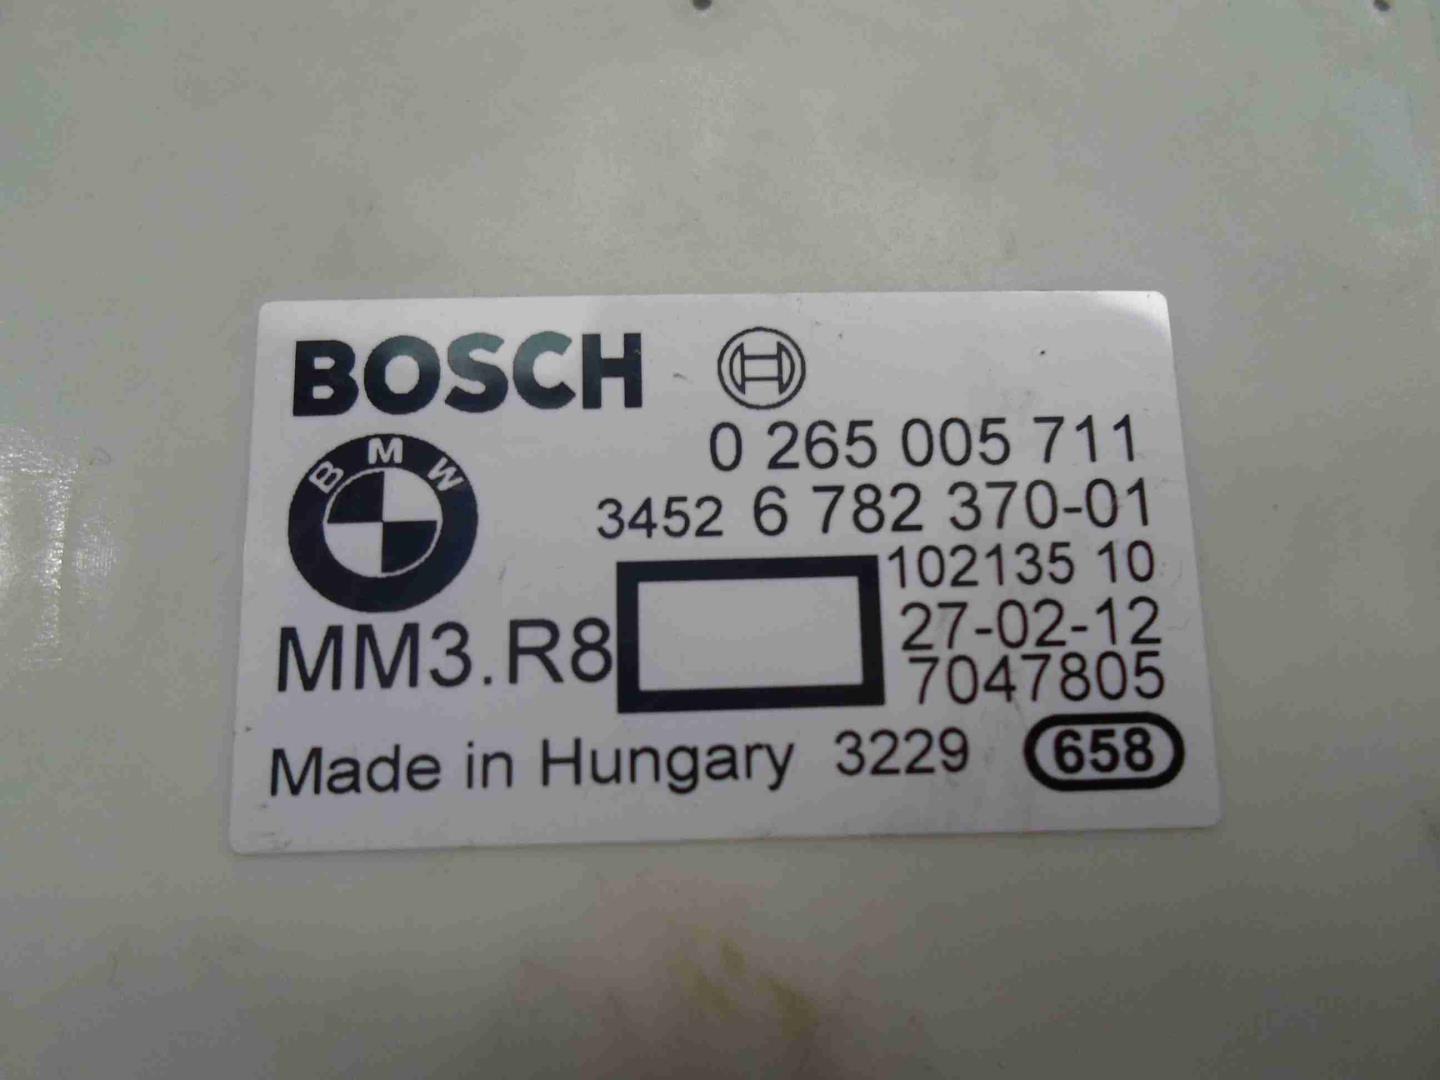 BOSCH
0 265 005 711
BMW
3452 6 782 370-01
102135 10
27-02-12
MM3.R8
7047805
Made in Hungary 3229 658